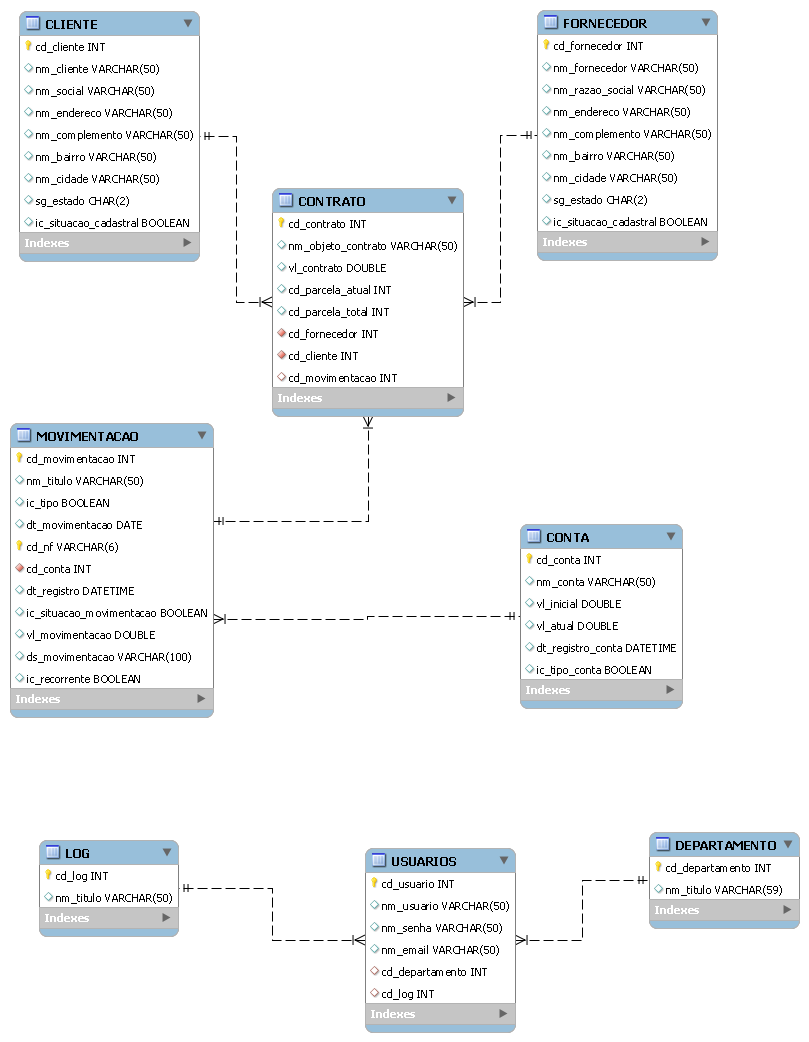 CLIENTE
cd_cliente INT
nm_cliente VARCHAR(50)
nm_social VARCHAR(50)
nm_endereco VARCHAR(50)
nm_complemento VARCHAR(50)
nm_bairro VARCHAR(50)
nm_cidade VARCHAR(50)
sg_estado CHAR(2)
ic_situacao_cadastral BOOLEAN
Indexes
FORNECEDOR
cd_fornecedor INT
nm_fornecedor VARCHAR(50)
nm_razao_social VARCHAR(50)
nm_endereco VARCHAR(50)
nm_complemento VARCHAR(50)
nm_bairro VARCHAR(50)
nm_cidade VARCHAR(50)
sg_estado CHAR(2)
ic_situacao_cadastral BOOLEAN
Indexes
CONTRATO
cd_contrato INT
nm_objeto_contrato VARCHAR(50)
vl_contrato DOUBLE
cd_parcela_atual INT
cd_parcela_total INT
cd_fornecedor INT
cd_cliente INT
cd_movimentacao INT
Indexes
MOVIMENTACAO
cd_movimentacao INT
nm_titulo VARCHAR(50)
ic_tipo BOOLEAN
dt_movimentacao DATE
cd_nf VARCHAR(6)
cd_conta INT
dt_registro DATETIME
ic_situacao_movimentacao BOOLEAN
vl_movimentacao DOUBLE
ds_movimentacao VARCHAR(100)
ic_recorrente BOOLEAN
Indexes
CONTA
cd_conta INT
nm_conta VARCHAR(50)
vl_inicial DOUBLE
vl_atual DOUBLE
dt_registro_conta DATETIME
ic_tipo_conta BOOLEAN
Indexes
LOG
cd_log INT
nm_titulo VARCHAR(50)
Indexes
USUARIOS
cd_usuario INT
nm_usuario VARCHAR(50)
nm_senha VARCHAR(50)
nm_email VARCHAR(50)
cd_departamento INT
cd_log INT
Indexes
DEPARTAMENTO
cd_departamento INT
nm_titulo VARCHAR(59)
Indexes